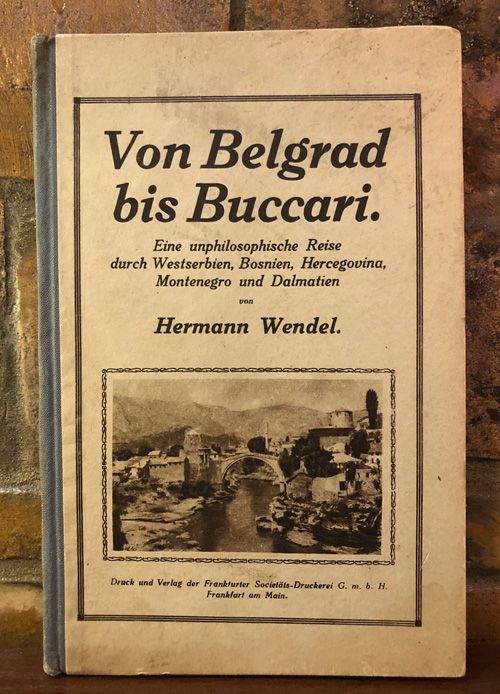 Von Belgrad
bis Buccari.
Eine unphilosophische Reise
durch Westserbien, Bosnien, Hercegovina,
Montenegro und Dalmatien
von
Hermann Wendel.
Druck und Verlag der Frankfurter Societäts-Druckerei G. m. b. H.
Frankfurt am Main.